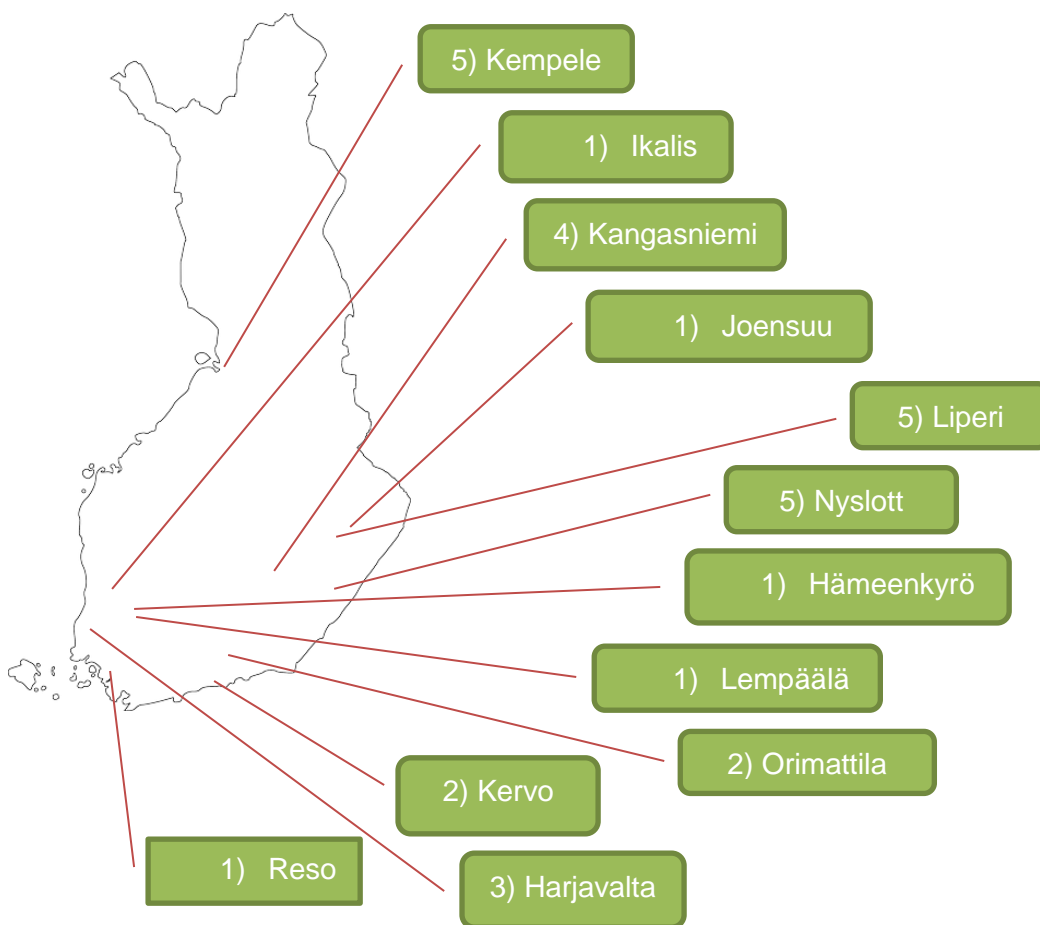 5) Kempele
1) Ikalis
4) Kangasniemi
1) Joensuu
5) Liperi
5) Nyslott
1) Hämeenkyrö
1) Lempäälä
2) Orimattila
2) Kervo
1) Reso
3) Harjavalta